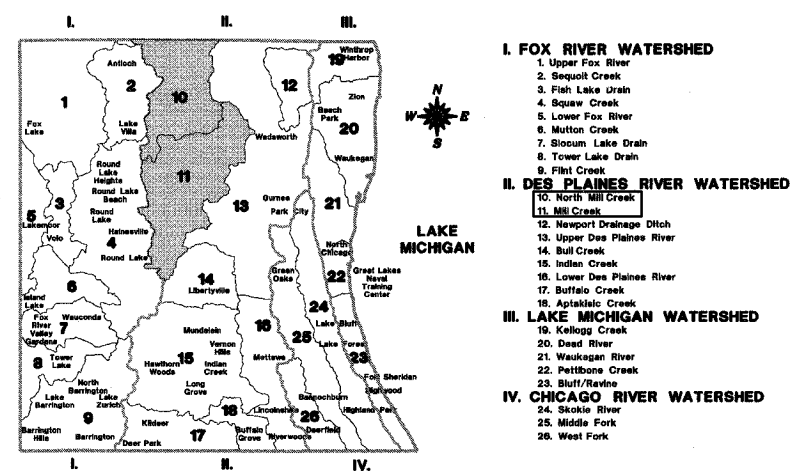 I.
II.
III.
Winthrop
Harbor
19
Antioch
2
10
12
Zion
1
Beach
Park
20
Fox
Lake
Lake
Villa
Wadsworth
Waukegan
Round
Lake
Heights
11
Round Lake
Beach
3
Gurnee
13
Park City
21
Round
Lake
5
Lakemoor
Hainesville
Volo
4
Round Lake
North
Chicago
LAKE
MICHIGAN
14
Libertyville
Green
Oaks
22
Great Lakes
Naval
Training
Center
6
Island
Lake
24
Fox
River
Valley
Gardens
Wauconda
7
Mundelein
16
Lake Bluff
Vernon
Hills
25
Lake Forest
8
Tower
Lake
Hawthorn
Woods
15
Indian
Creek
Mettawa
23
Long
Grove
Fort Sheridan
Highwood
North
Barrington
Lake
Barrington
Lake
Zurich
Bannockburn
18
Lincolnshire
Highland Park
9
26
Barrington
Hills
Barrington
Kildeer
Deer Park
17
Buffalo
Grove
Riverwoods
Deerfield
I.
II.
IV.
N
W
E
S
I. FOX RIVER WATERSHED
1. Upper Fox River
2. Sequoit Creek
3. Fish Lake Drain
4. Squaw Creek
5. Lower Fox River
6. Mutton Creek
7. Slocum Lake Drain
8. Tower Lake Drain
9. Flint Creek
II. DES PLAINES RIVER WATERSHED
10. North Mill Creek
11. Mill Creek
12. Newport Drainage Ditch
13. Upper Des Plaines River
14. Bull Creek
15. Indian Creek
16. Lower Des Plaines River
17. Buffalo Creek
18. Aptakisic Creek
III. LAKE MICHIGAN WATERSHED
19. Kellogg Creek
20. Dead River
21. Waukegan River
22. Pettibone Creek
23. Bluff/Ravine
IV. CHICAGO RIVER WATERSHED
24. Skokie River
25. Middle Fork
26. West Fork